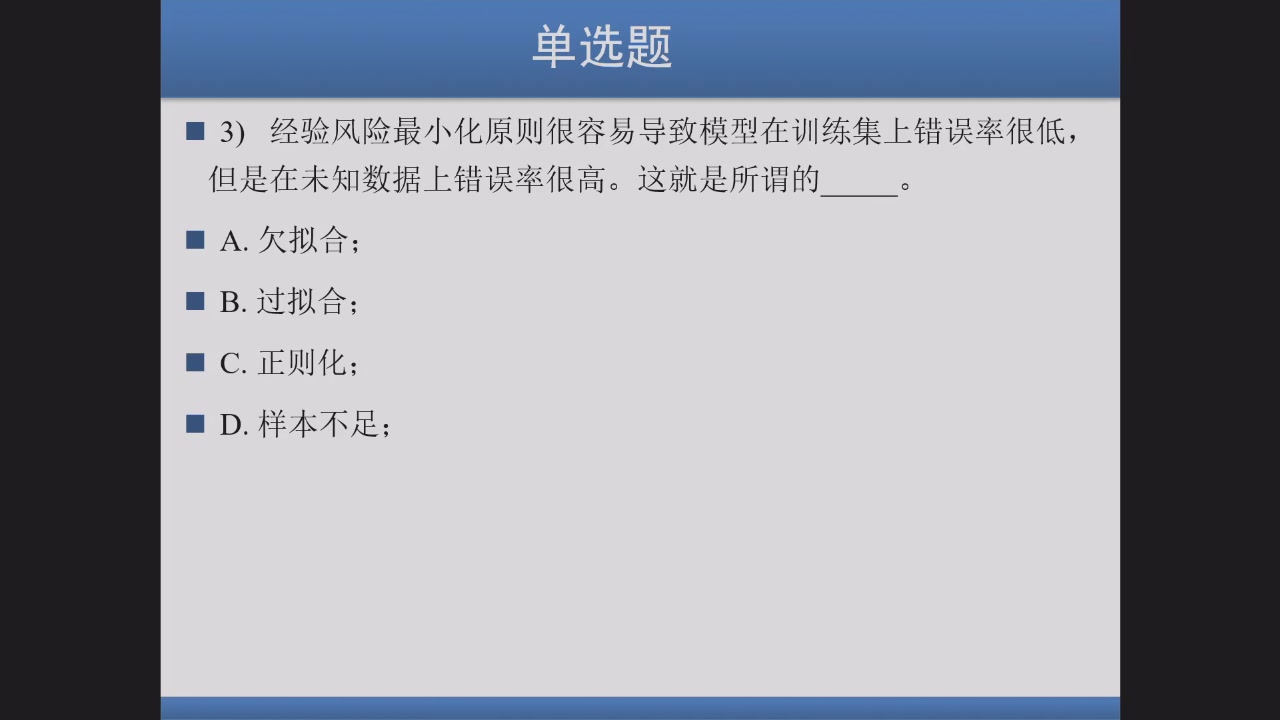 单选题
3) 经验风险最小化原则很容易导致模型在训练集上错误率很低，
但是在未知数据上错误率很高。这就是所谓的_____。
A. 欠拟合；
B. 过拟合；
C. 正则化；
D. 样本不足；